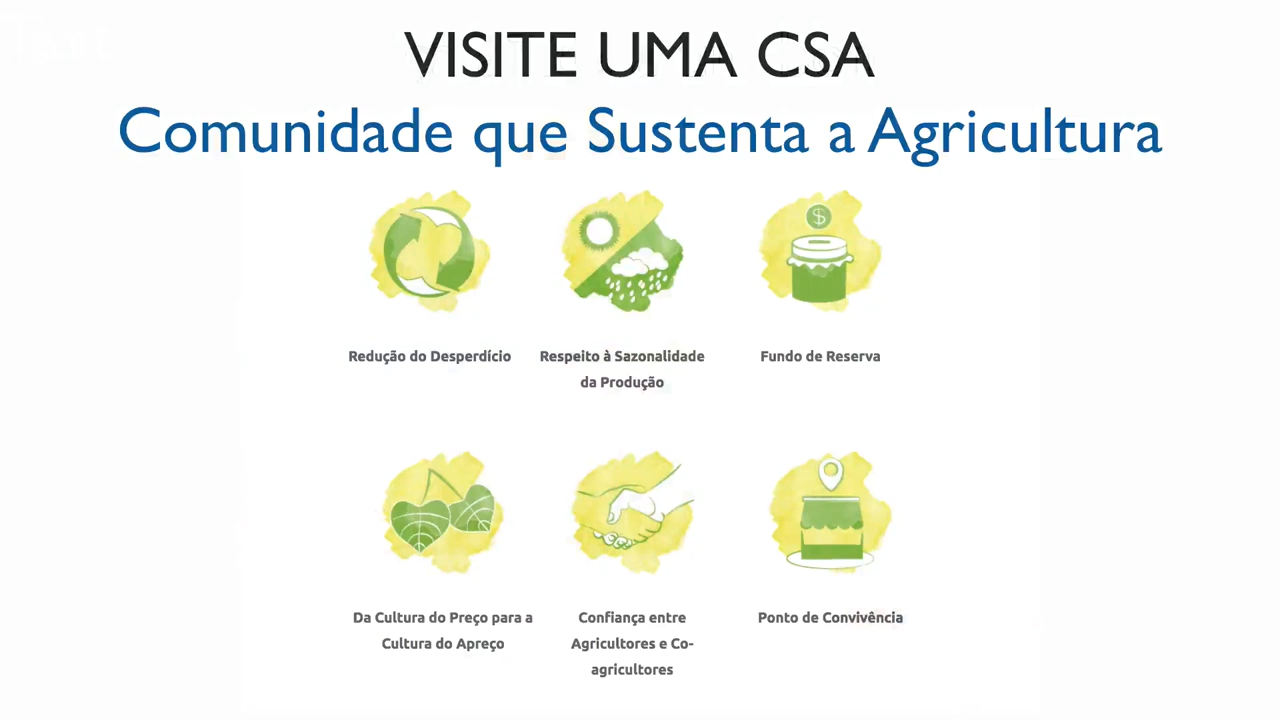 VISITE UMA CSA
Comunidade que Sustenta a Agricultura
$
Redução do Desperdício
Respeito à Sazonalidade
da Produção
Fundo de Reserva
Da Cultura do Preço para a
Cultura do Apreço
Confiança entre
Agricultores e Co-
agricultores
Ponto de Convivência